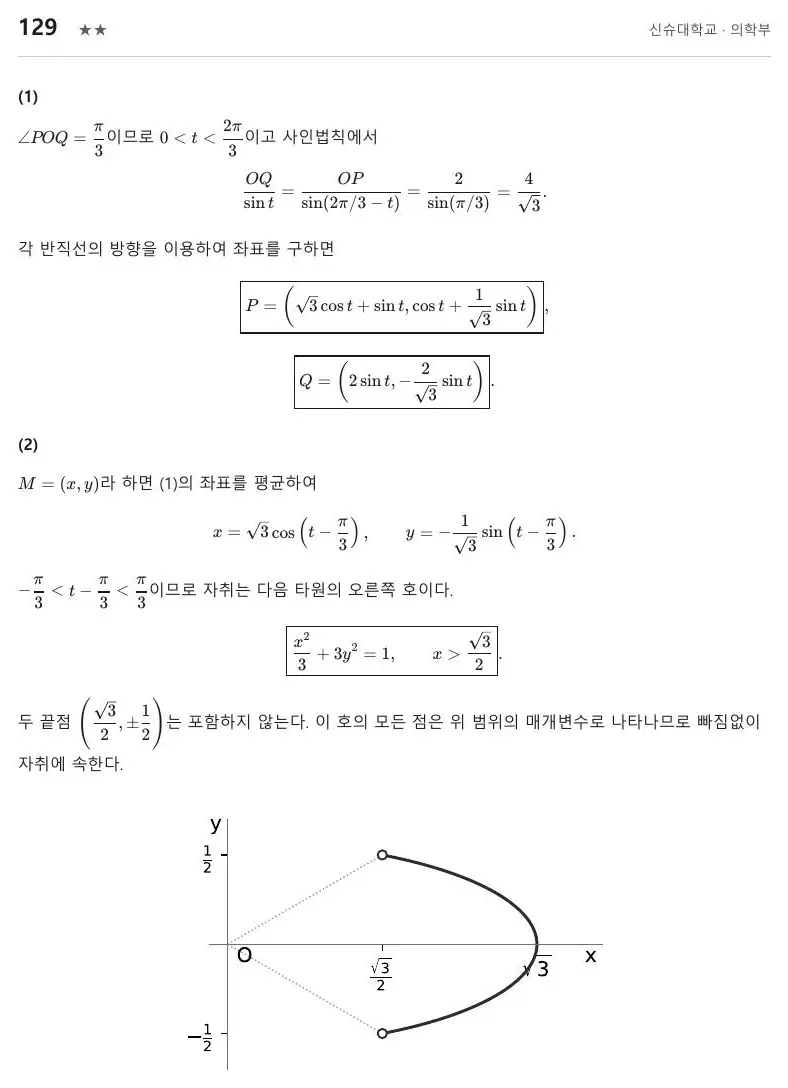 129 ★★ 신슈대학교 · 의학부
(1)
∠POQ = π/3이므로 0 < t < 2π/3이고 사인법칙에서
OQ/sin t = OP/sin(2π/3 − t) = 2/sin(π/3) = 4/√3.
각 반직선의 방향을 이용하여 좌표를 구하면
P = (√3 cos t + sin t, cos t + 1/√3 sin t),
Q = (2 sin t, −2/√3 sin t).
(2)
M = (x, y)라 하면 (1)의 좌표를 평균하여
x = √3 cos(t − π/3), y = −1/√3 sin(t − π/3).
−π/3 < t − π/3 < π/3이므로 자취는 다음 타원의 오른쪽 호이다.
x²/3 + 3y² = 1, x > √3/2.
두 끝점 (√3/2, ±1/2)는 포함하지 않는다. 이 호의 모든 점은 위 범위의 매개변수로 나타나므로 빠짐없이
자취에 속한다.
y
1/2
O √3/2 √3 x
−1/2